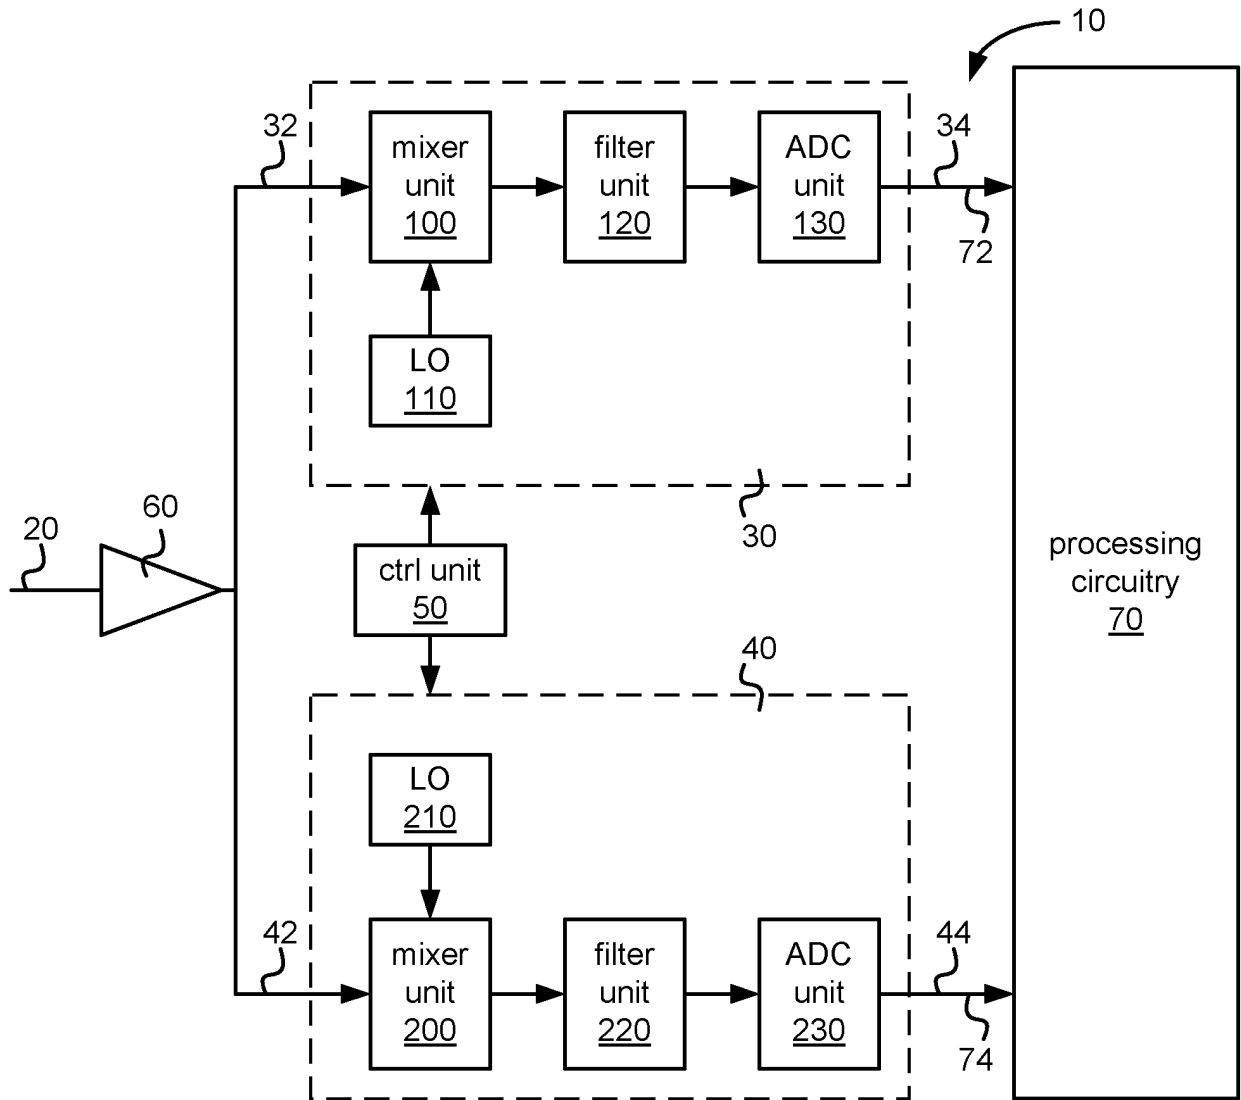 10
32
mixer
unit
100
filter
unit
120
ADC
unit
130
34
72
LO
110
30
20
60
ctrl unit
50
processing
circuitry
70
40
LO
210
42
mixer
unit
200
filter
unit
220
ADC
unit
230
44
74